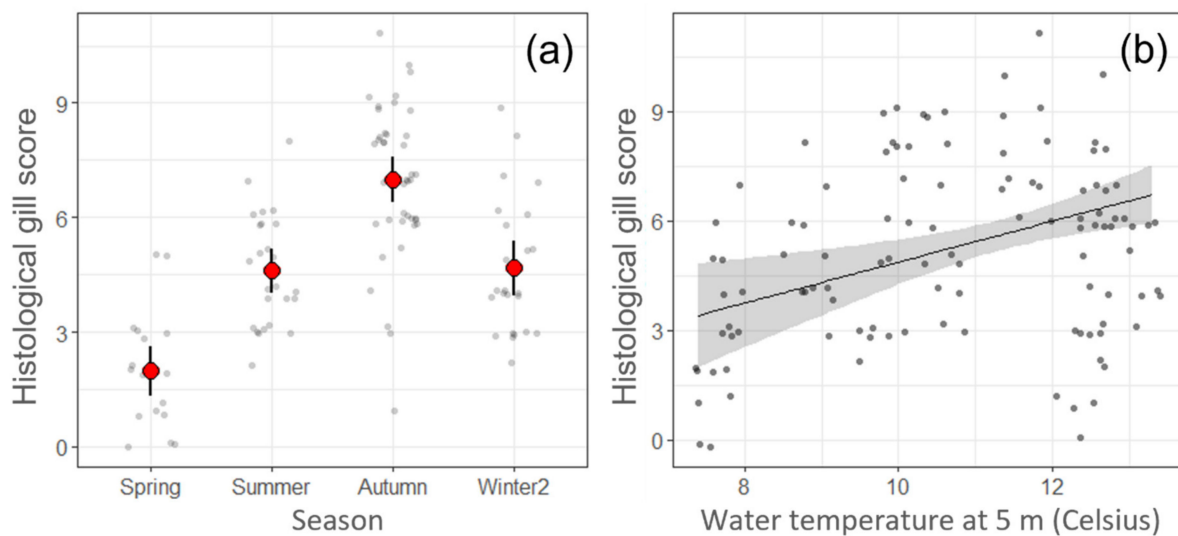 (a)
Histological gill score
9
6
3
0
Spring Summer Autumn Winter2
Season
(b)
Histological gill score
9
6
3
0
8 10 12
Water temperature at 5 m (Celsius)